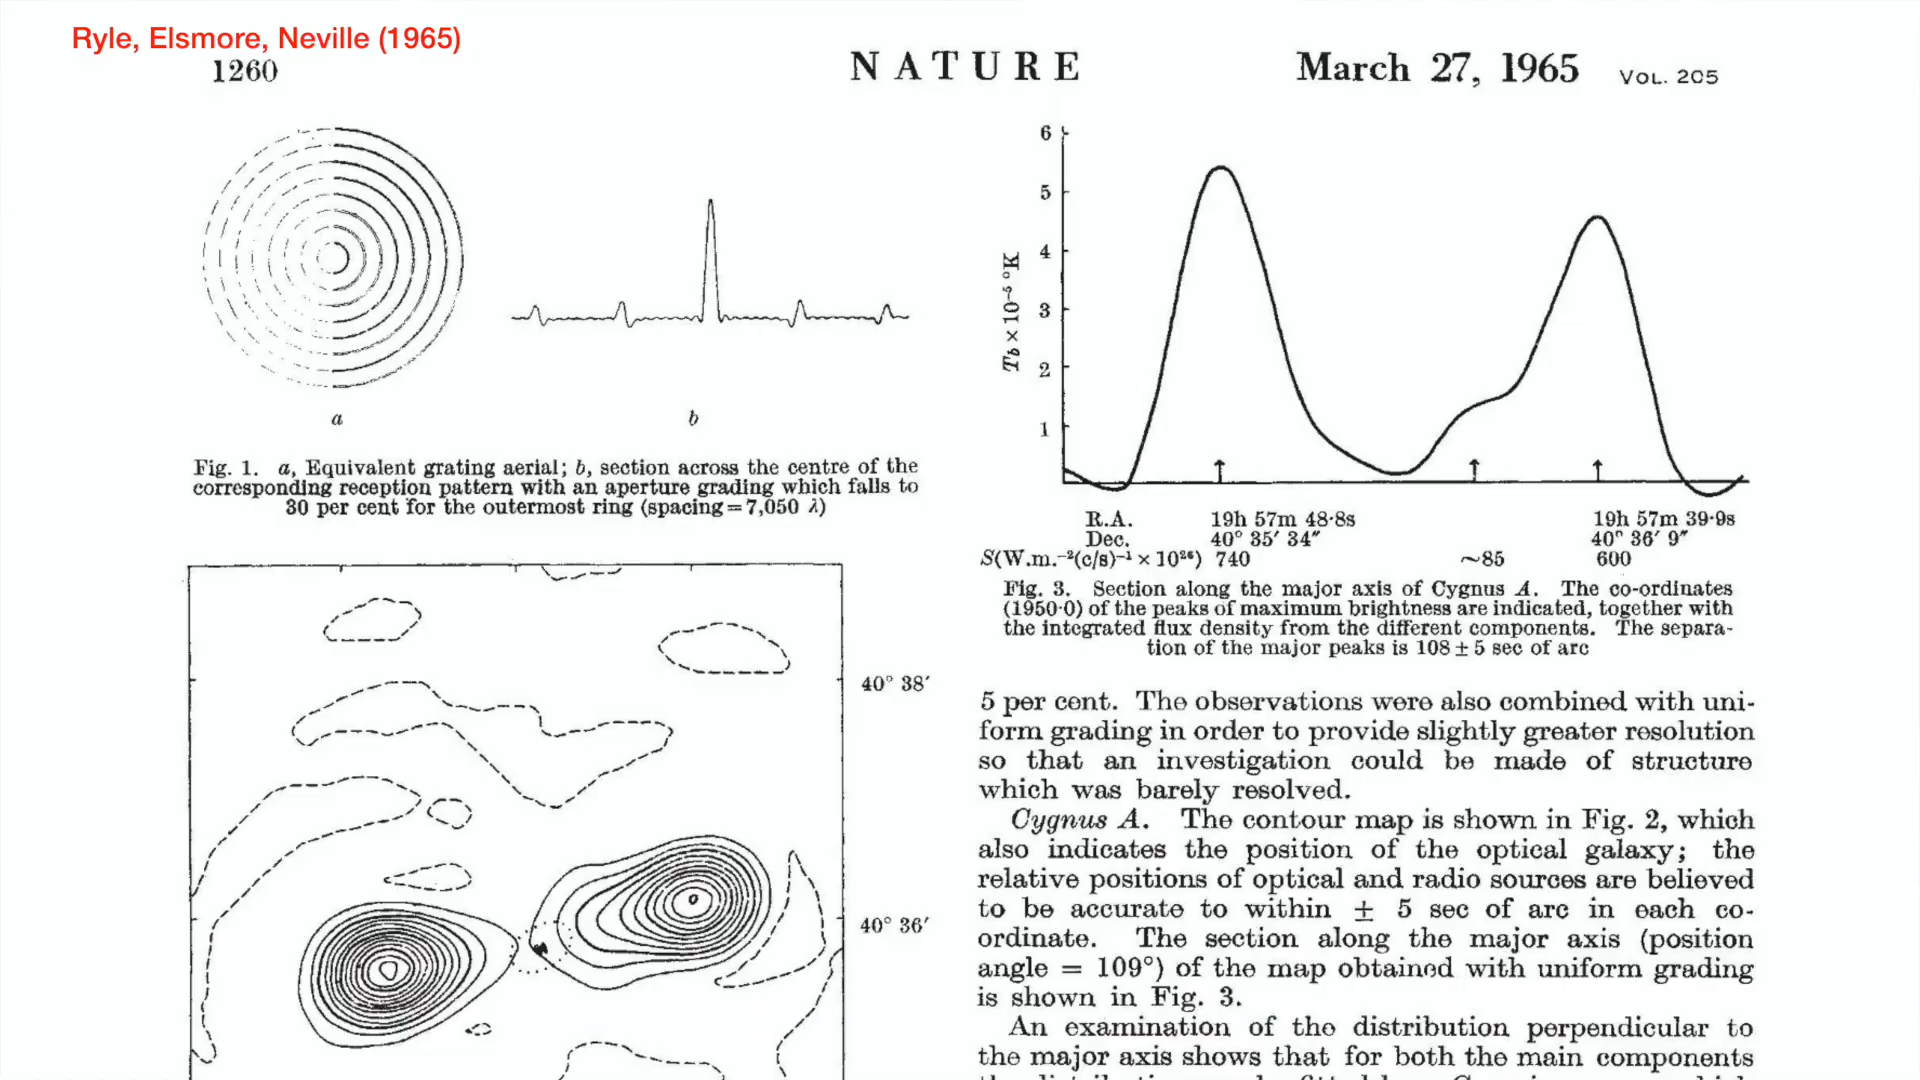 Ryle, Elsmore, Neville (1965)
1260
NATURE
March 27, 1965 VOL. 205
a
b
Fig. 1. a, Equivalent grating aerial; b, section across the centre of the
corresponding reception pattern with an aperture grading which falls to
30 per cent for the outermost ring (spacing=7,050 λ)
40° 38′
40° 36′
6
5
4
3
2
1
T_b × 10⁻⁵ °K
R.A. 19h 57m 48·8s 19h 57m 39·9s
Dec. 40° 35′ 34″ 40° 36′ 9″
S(W.m.⁻²(c/s)⁻¹ × 10²⁶) 740 ~85 600
Fig. 3. Section along the major axis of Cygnus A. The co-ordinates
(1950·0) of the peaks of maximum brightness are indicated, together with
the integrated flux density from the different components. The separa-
tion of the major peaks is 108 ± 5 sec of arc
5 per cent. The observations were also combined with uni-
form grading in order to provide slightly greater resolution
so that an investigation could be made of structure
which was barely resolved.
Cygnus A. The contour map is shown in Fig. 2, which
also indicates the position of the optical galaxy; the
relative positions of optical and radio sources are believed
to be accurate to within ± 5 sec of arc in each co-
ordinate. The section along the major axis (position
angle = 109°) of the map obtained with uniform grading
is shown in Fig. 3.
An examination of the distribution perpendicular to
the major axis shows that for both the main components